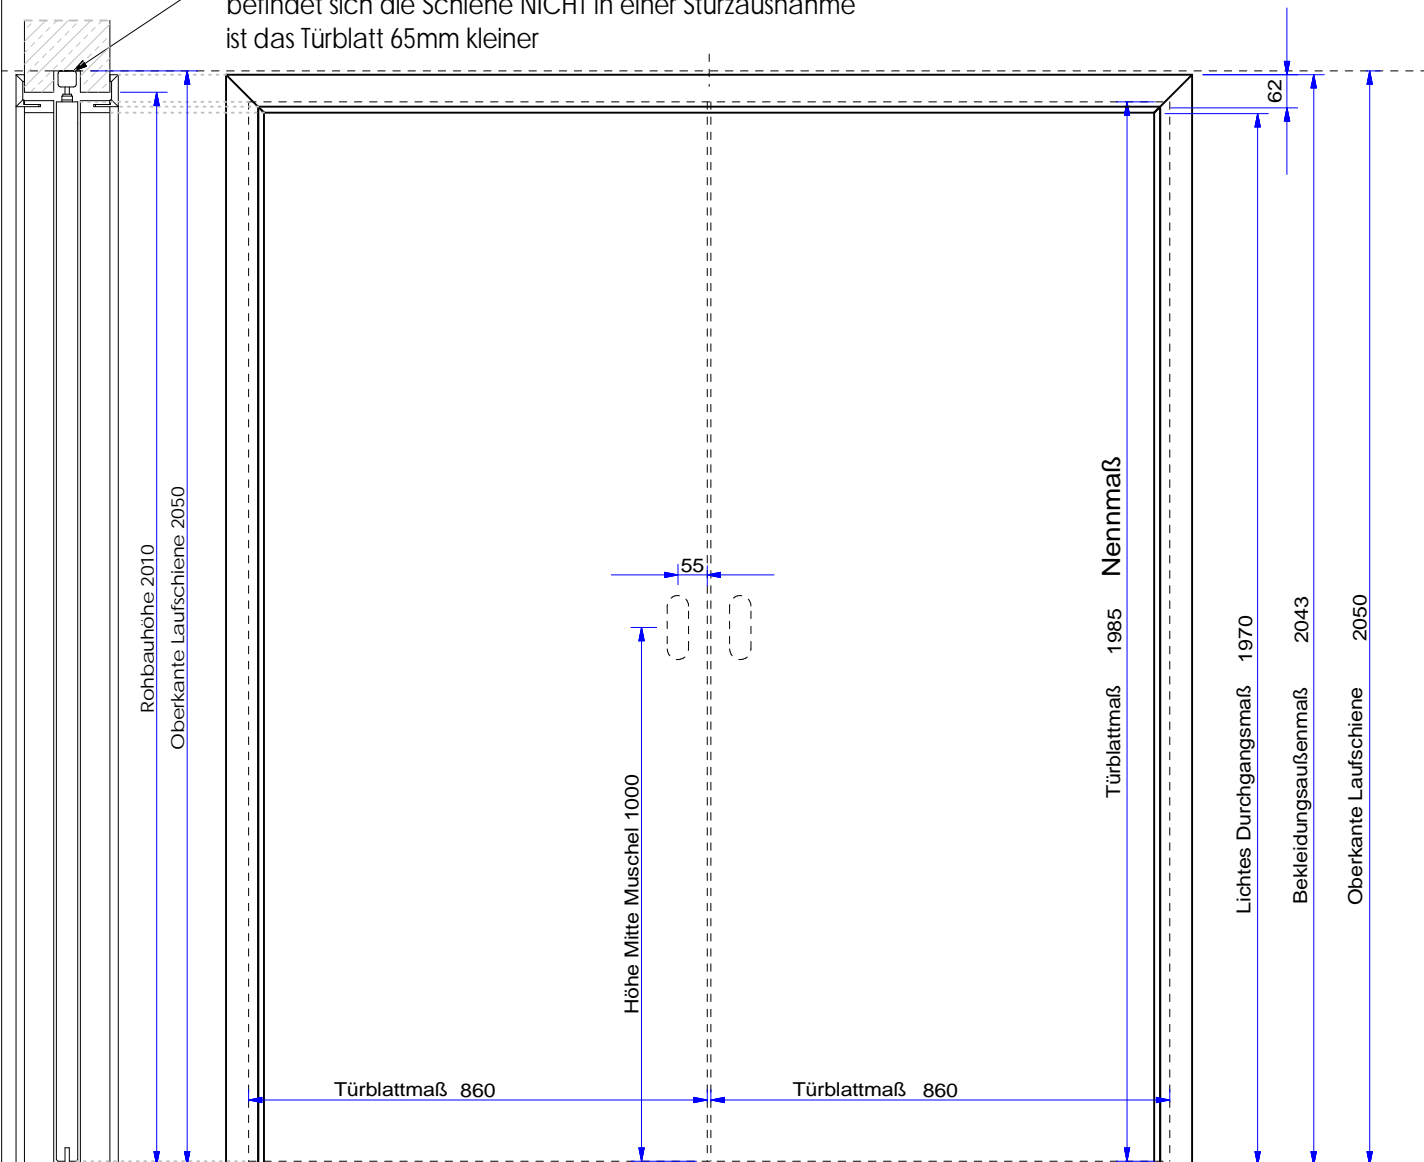 befindet sich die Schiene NICHT in einer Sturzausnahme
ist das Türblatt 65mm kleiner
62
Rohbauhöhe 2010
Oberkante Laufschiene 2050
55
Höhe Mitte Muschel 1000
Türblattmaß 1985 Nennmaß
Lichtes Durchgangsmaß 1970
Bekleidungsaußenmaß 2043
Oberkante Laufschiene 2050
Türblattmaß 860
Türblattmaß 860